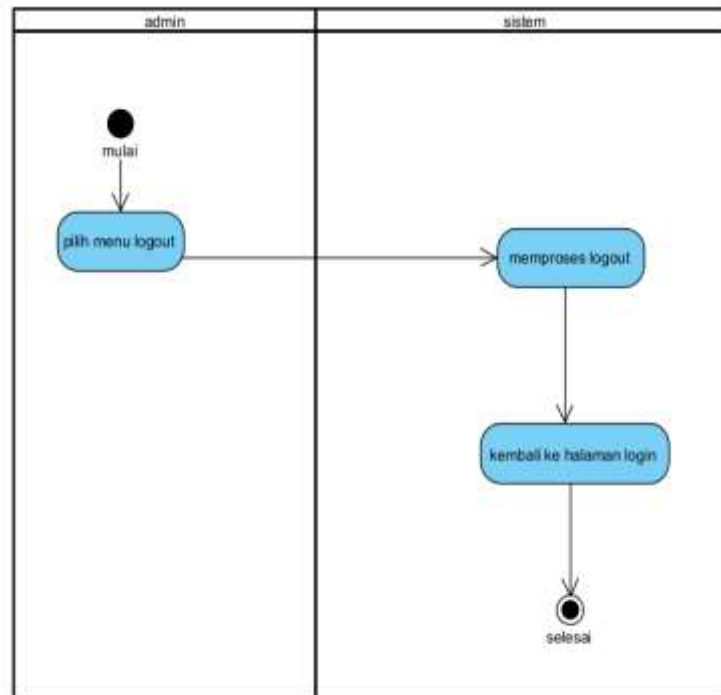 admin
sistem
mulai
pilih menu logout
memproses logout
kembali ke halaman login
selesai